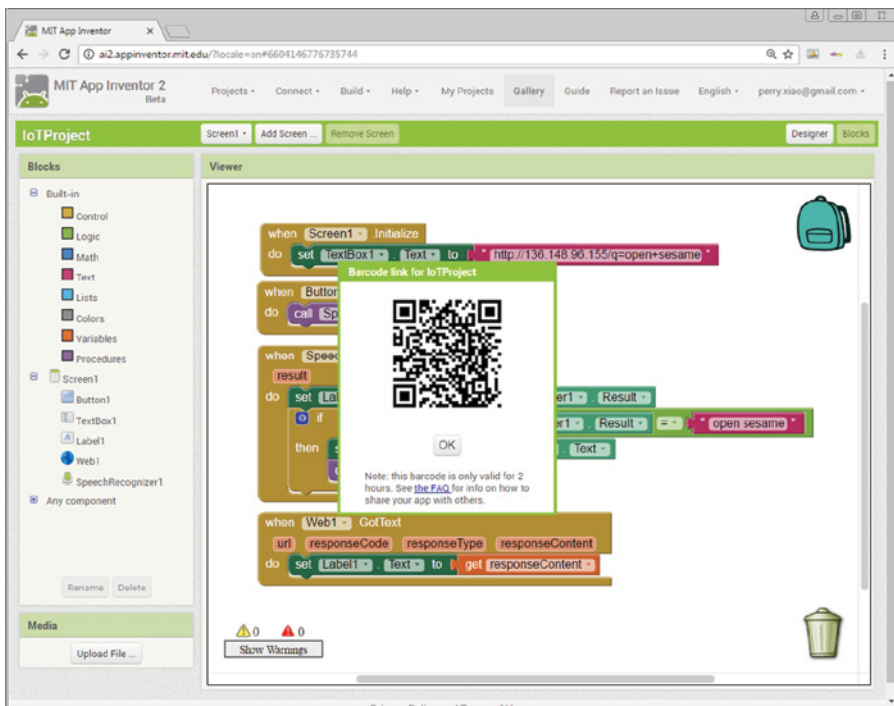 MIT App Inventor
ai2.appinventor.mit.edu/?locale=en#6604146776735744
MIT App Inventor 2
Beta
Projects
Connect
Build
Help
My Projects
Gallery
Guide
Report an Issue
English
perry.xiao@gmail.com
IoTProject
Screen1
Add Screen ...
Remove Screen
Designer
Blocks
Blocks
Built-in
Control
Logic
Math
Text
Lists
Colors
Variables
Procedures
Screen1
Button1
TextBox1
Label1
Web1
SpeechRecognizer1
Any component
Rename
Delete
Media
Upload File ...
Viewer
when Screen1 .Initialize
do set TextBox1 . Text to " http://136.148.96.155/q=open+sesame "
when Button
do call Sp
when Speec
result
do set La er1 . Result
if er1 . Result = " open sesame "
then s . Text
Barcode link for IoTProject
OK
Note: this barcode is only valid for 2
hours. See the FAQ for info on how to
share your app with others.
when Web1 .GotText
url responseCode responseType responseContent
do set Label1 . Text to get responseContent
0 0
Show Warnings